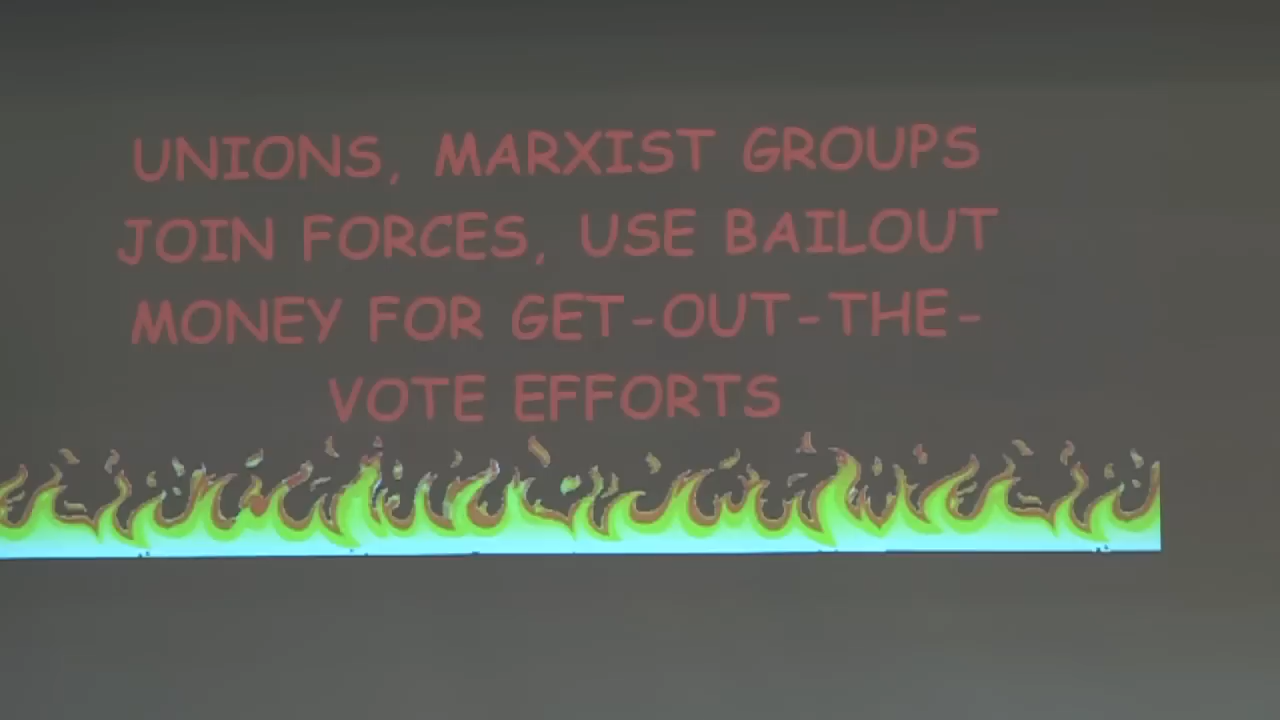 UNIONS, MARXIST GROUPS
JOIN FORCES, USE BAILOUT
MONEY FOR GET-OUT-THE-
VOTE EFFORTS